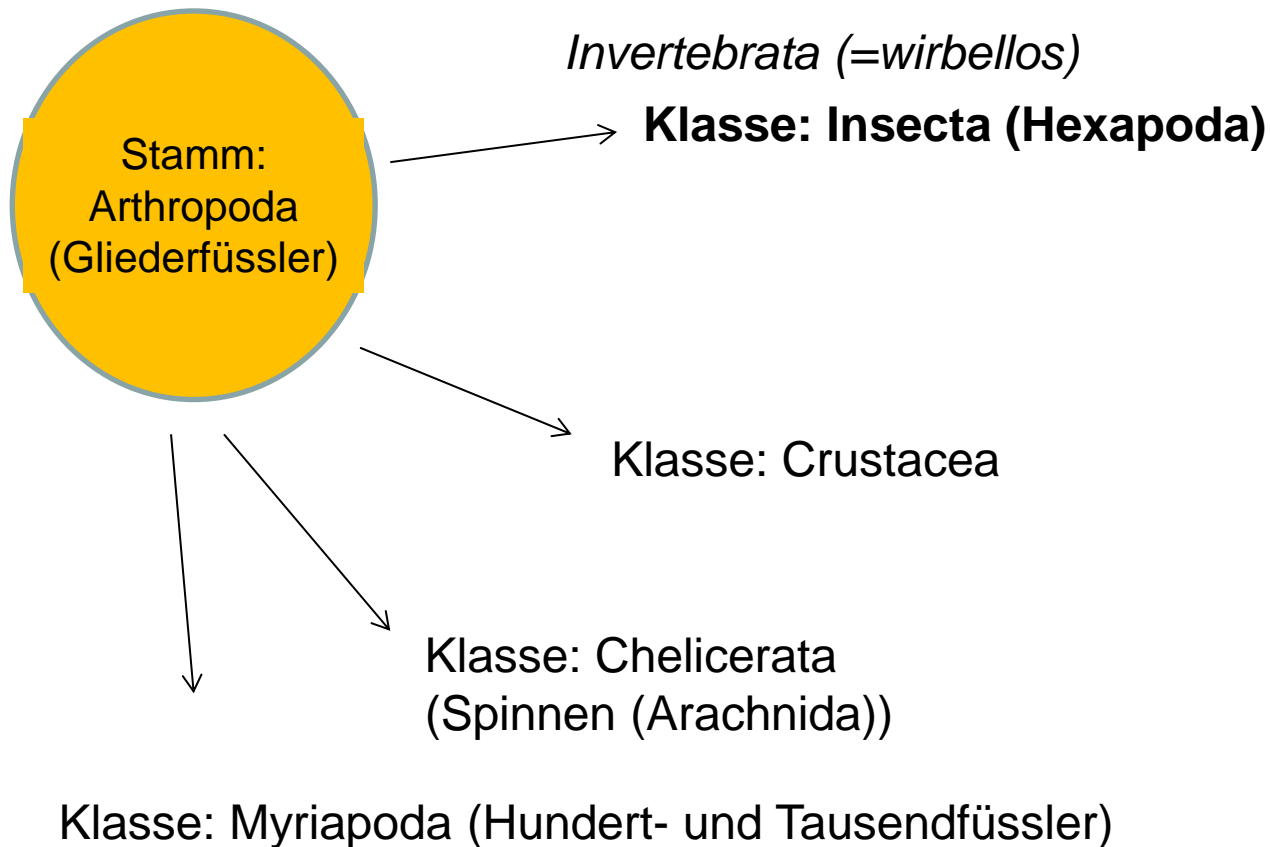 Invertebrata (=wirbellos)
Klasse: Insecta (Hexapoda)
Stamm:
Arthropoda
(Gliederfüssler)
Klasse: Crustacea
Klasse: Chelicerata
(Spinnen (Arachnida))
Klasse: Myriapoda (Hundert- und Tausendfüssler)